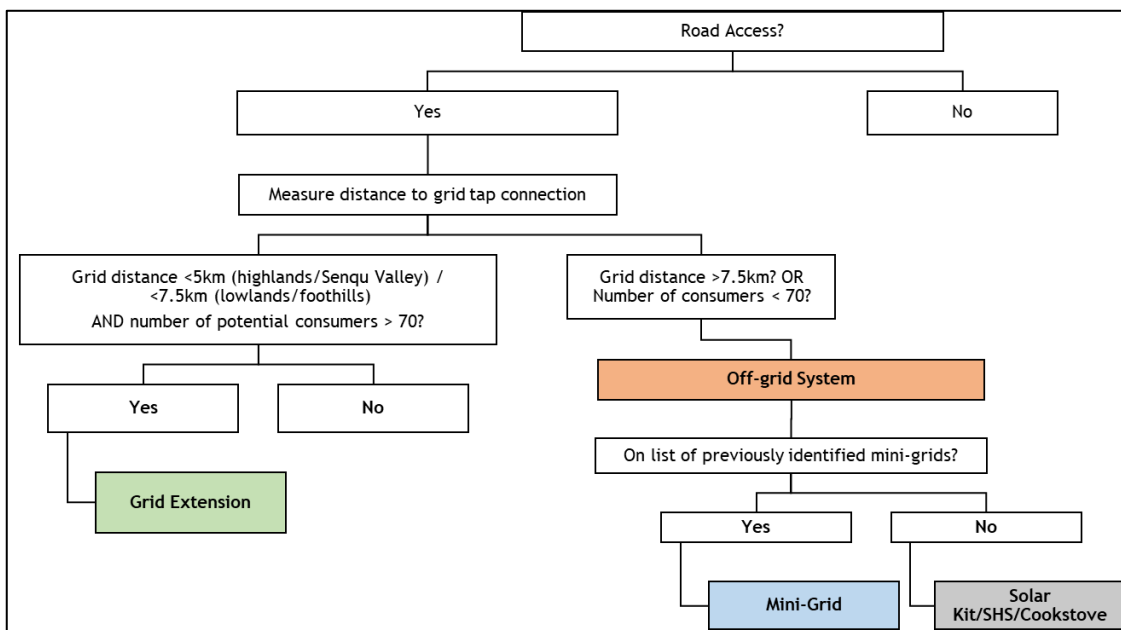 Road Access?
Yes
No
Measure distance to grid tap connection
Grid distance <5km (highlands/Senqu Valley) /
<7.5km (lowlands/foothills)
AND number of potential consumers > 70?
Grid distance >7.5km? OR
Number of consumers < 70?
Yes
No
Off-grid System
On list of previously identified mini-grids?
Grid Extension
Yes
No
Mini-Grid
Solar
Kit/SHS/Cookstove